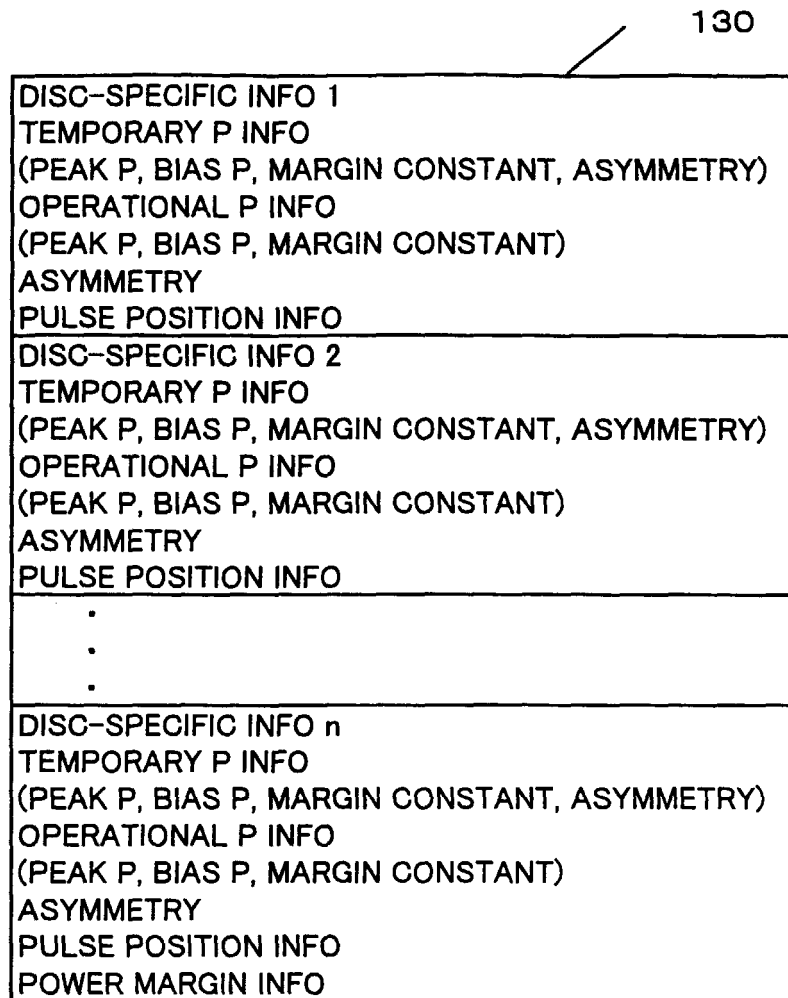 130
DISC-SPECIFIC INFO 1
TEMPORARY P INFO
(PEAK P, BIAS P, MARGIN CONSTANT, ASYMMETRY)
OPERATIONAL P INFO
(PEAK P, BIAS P, MARGIN CONSTANT)
ASYMMETRY
PULSE POSITION INFO
DISC-SPECIFIC INFO 2
TEMPORARY P INFO
(PEAK P, BIAS P, MARGIN CONSTANT, ASYMMETRY)
OPERATIONAL P INFO
(PEAK P, BIAS P, MARGIN CONSTANT)
ASYMMETRY
PULSE POSITION INFO
.
.
.
DISC-SPECIFIC INFO n
TEMPORARY P INFO
(PEAK P, BIAS P, MARGIN CONSTANT, ASYMMETRY)
OPERATIONAL P INFO
(PEAK P, BIAS P, MARGIN CONSTANT)
ASYMMETRY
PULSE POSITION INFO
POWER MARGIN INFO